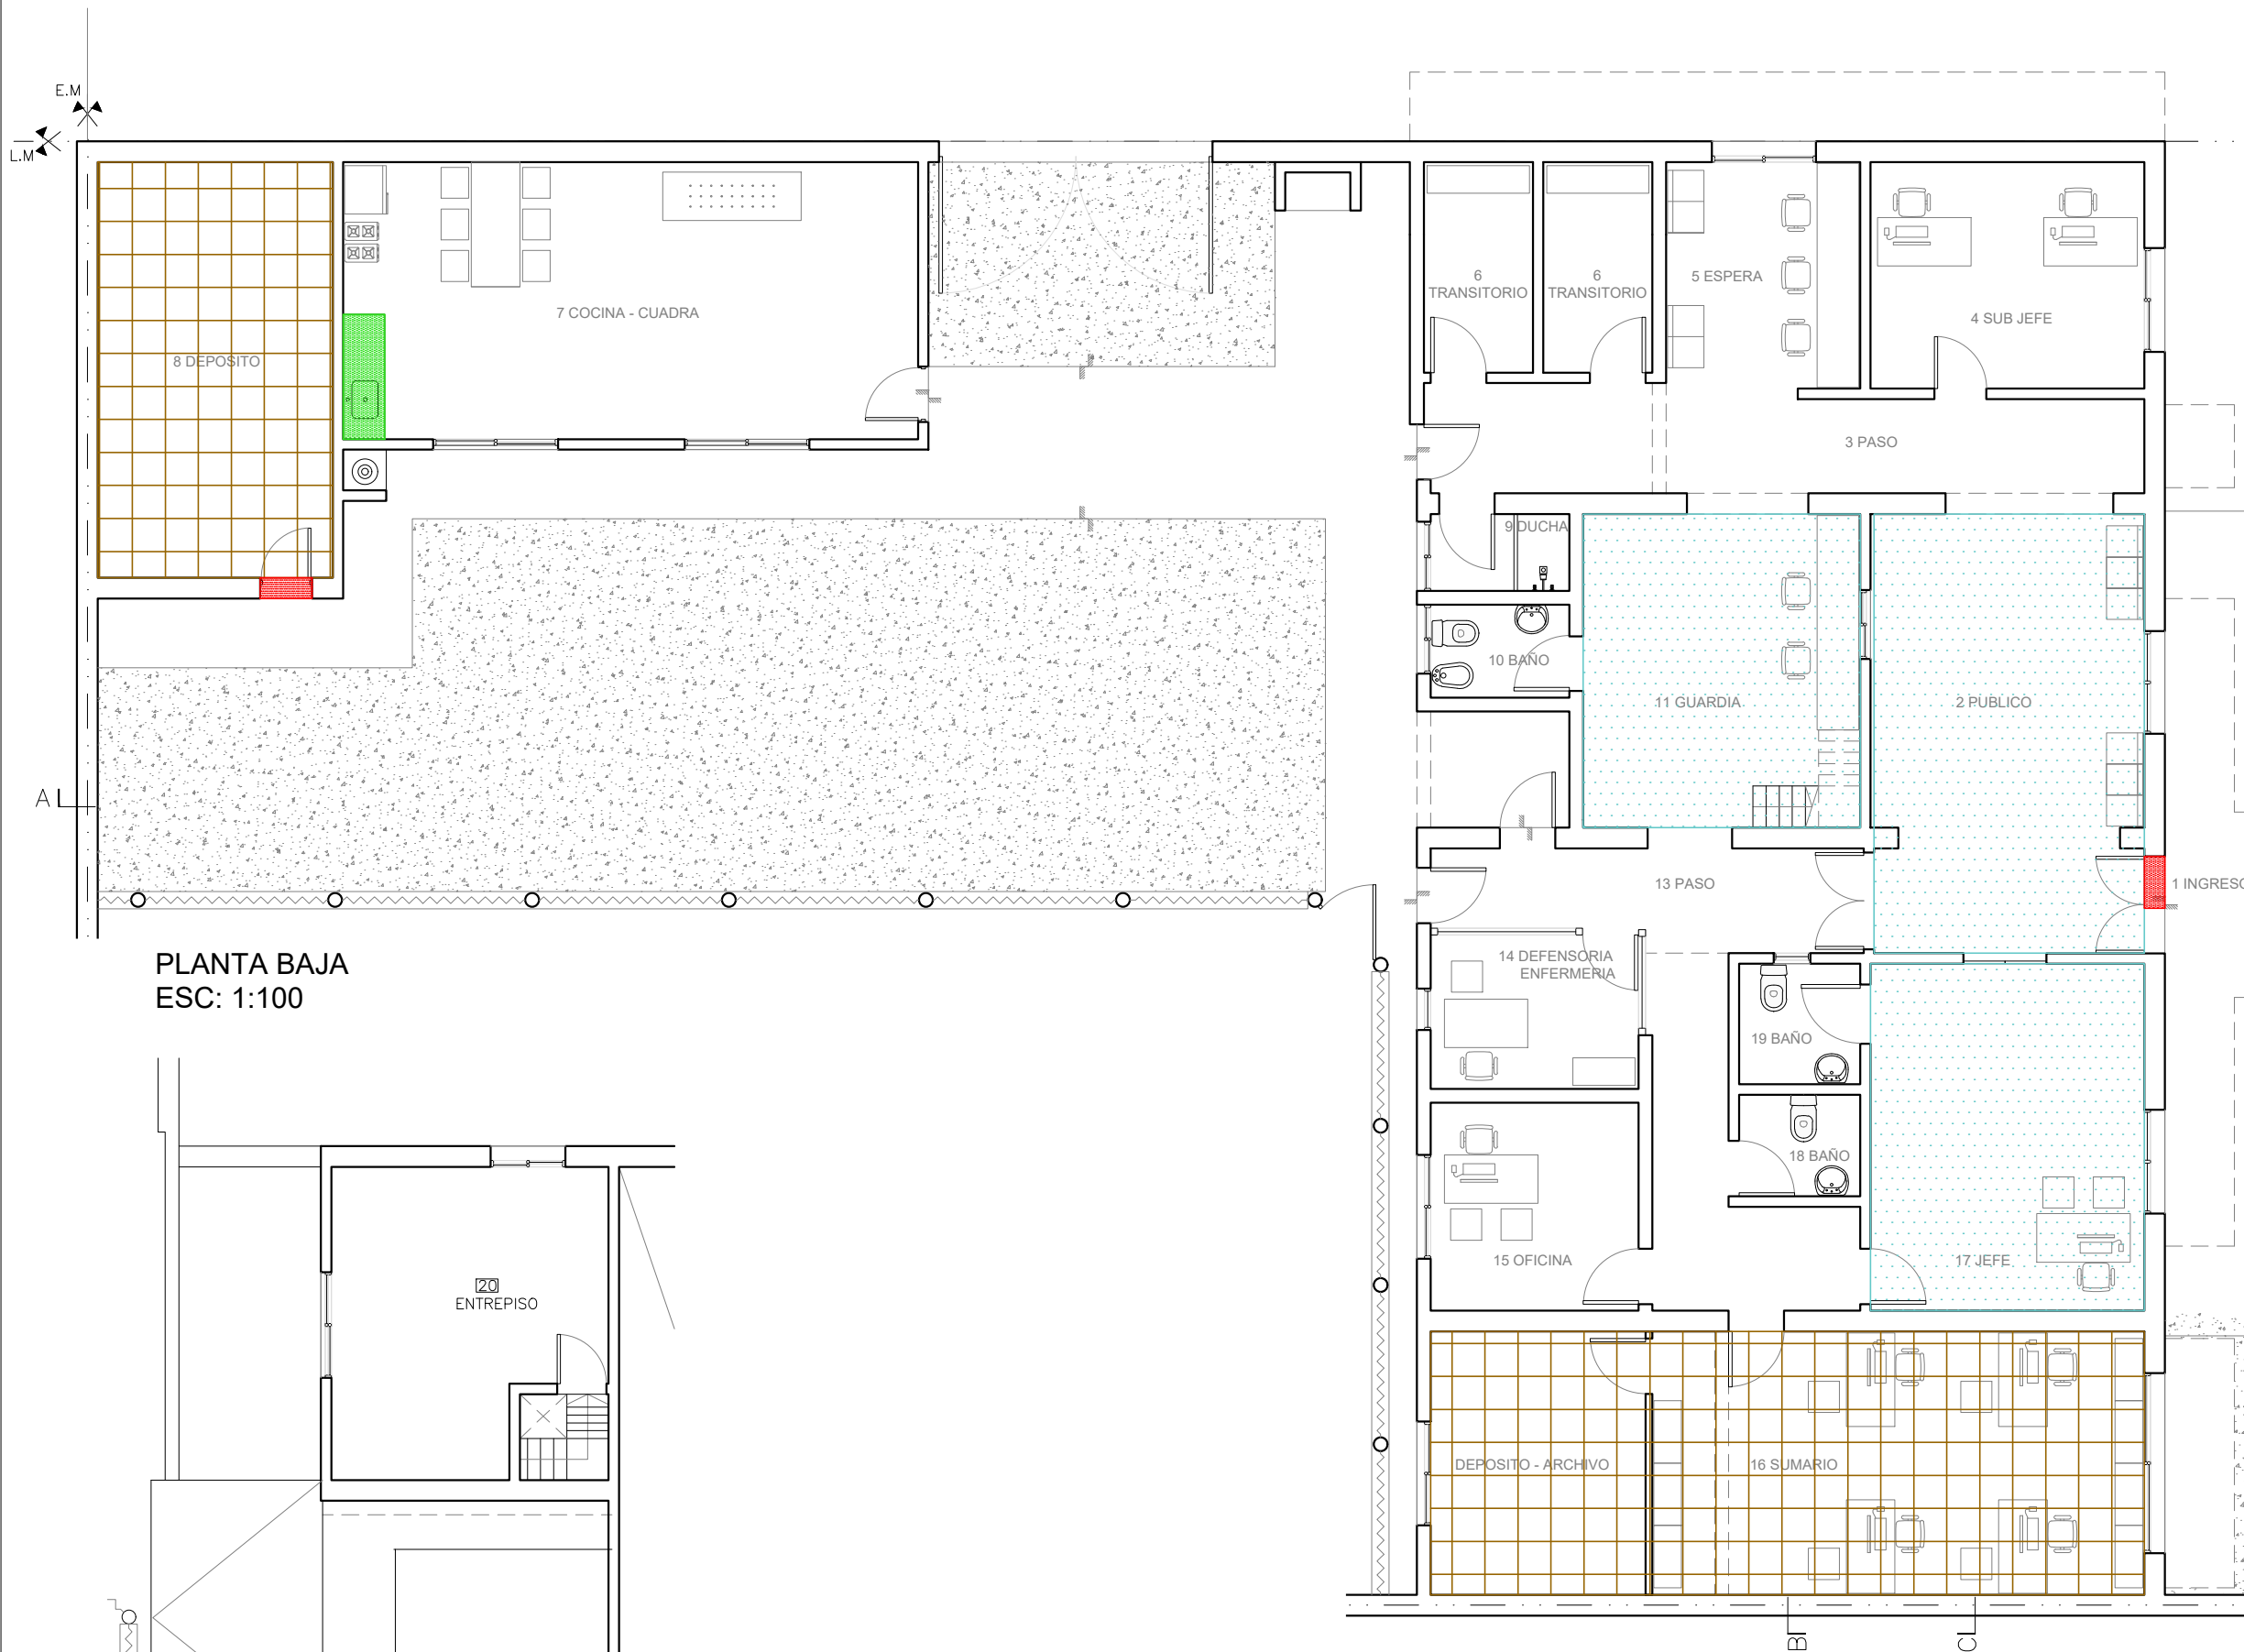 E.M
L.M
6
TRANSITORIO
6
TRANSITORIO
5 ESPERA
4 SUB JEFE
7 COCINA - CUADRA
8 DEPOSITO
3 PASO
9 DUCHA
10 BAÑO
11 GUARDIA
2 PUBLICO
A
13 PASO
1 INGRESO
PLANTA BAJA
ESC: 1:100
14 DEFENSORIA
ENFERMERIA
19 BAÑO
18 BAÑO
15 OFICINA
17 JEFE
20
ENTREPISO
DEPOSITO - ARCHIVO
16 SUMARIO
B
C